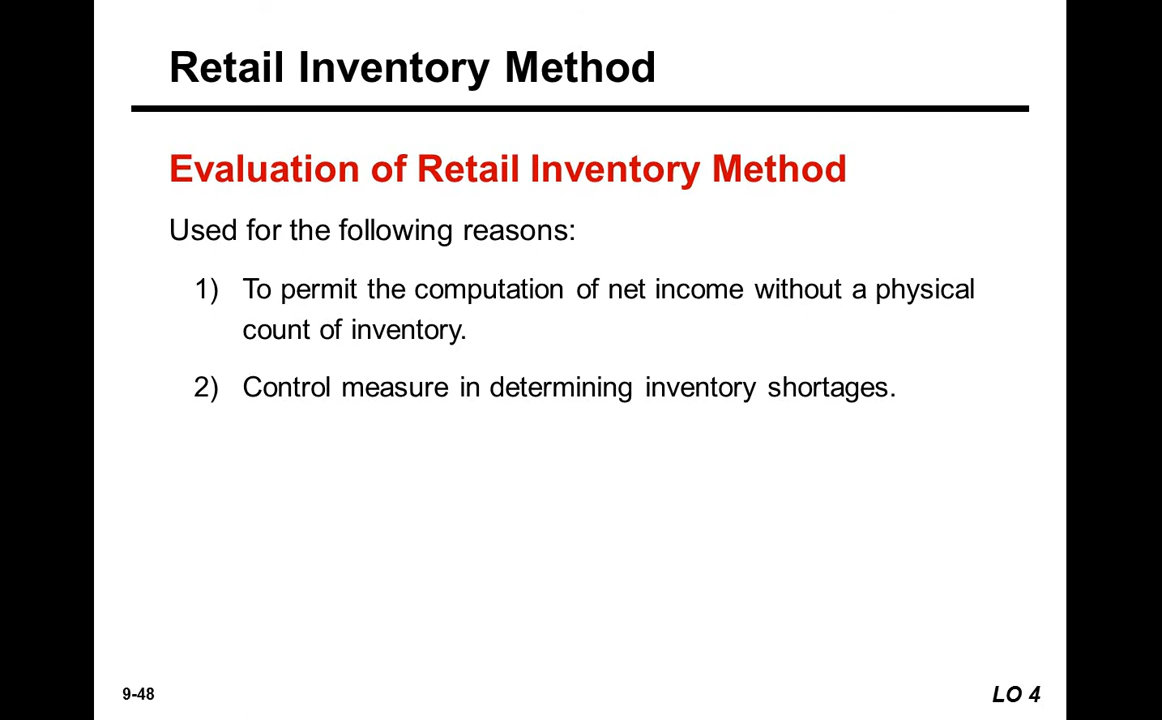 Retail Inventory Method
Evaluation of Retail Inventory Method
Used for the following reasons:
1) To permit the computation of net income without a physical
count of inventory.
2) Control measure in determining inventory shortages.
9-48
LO 4